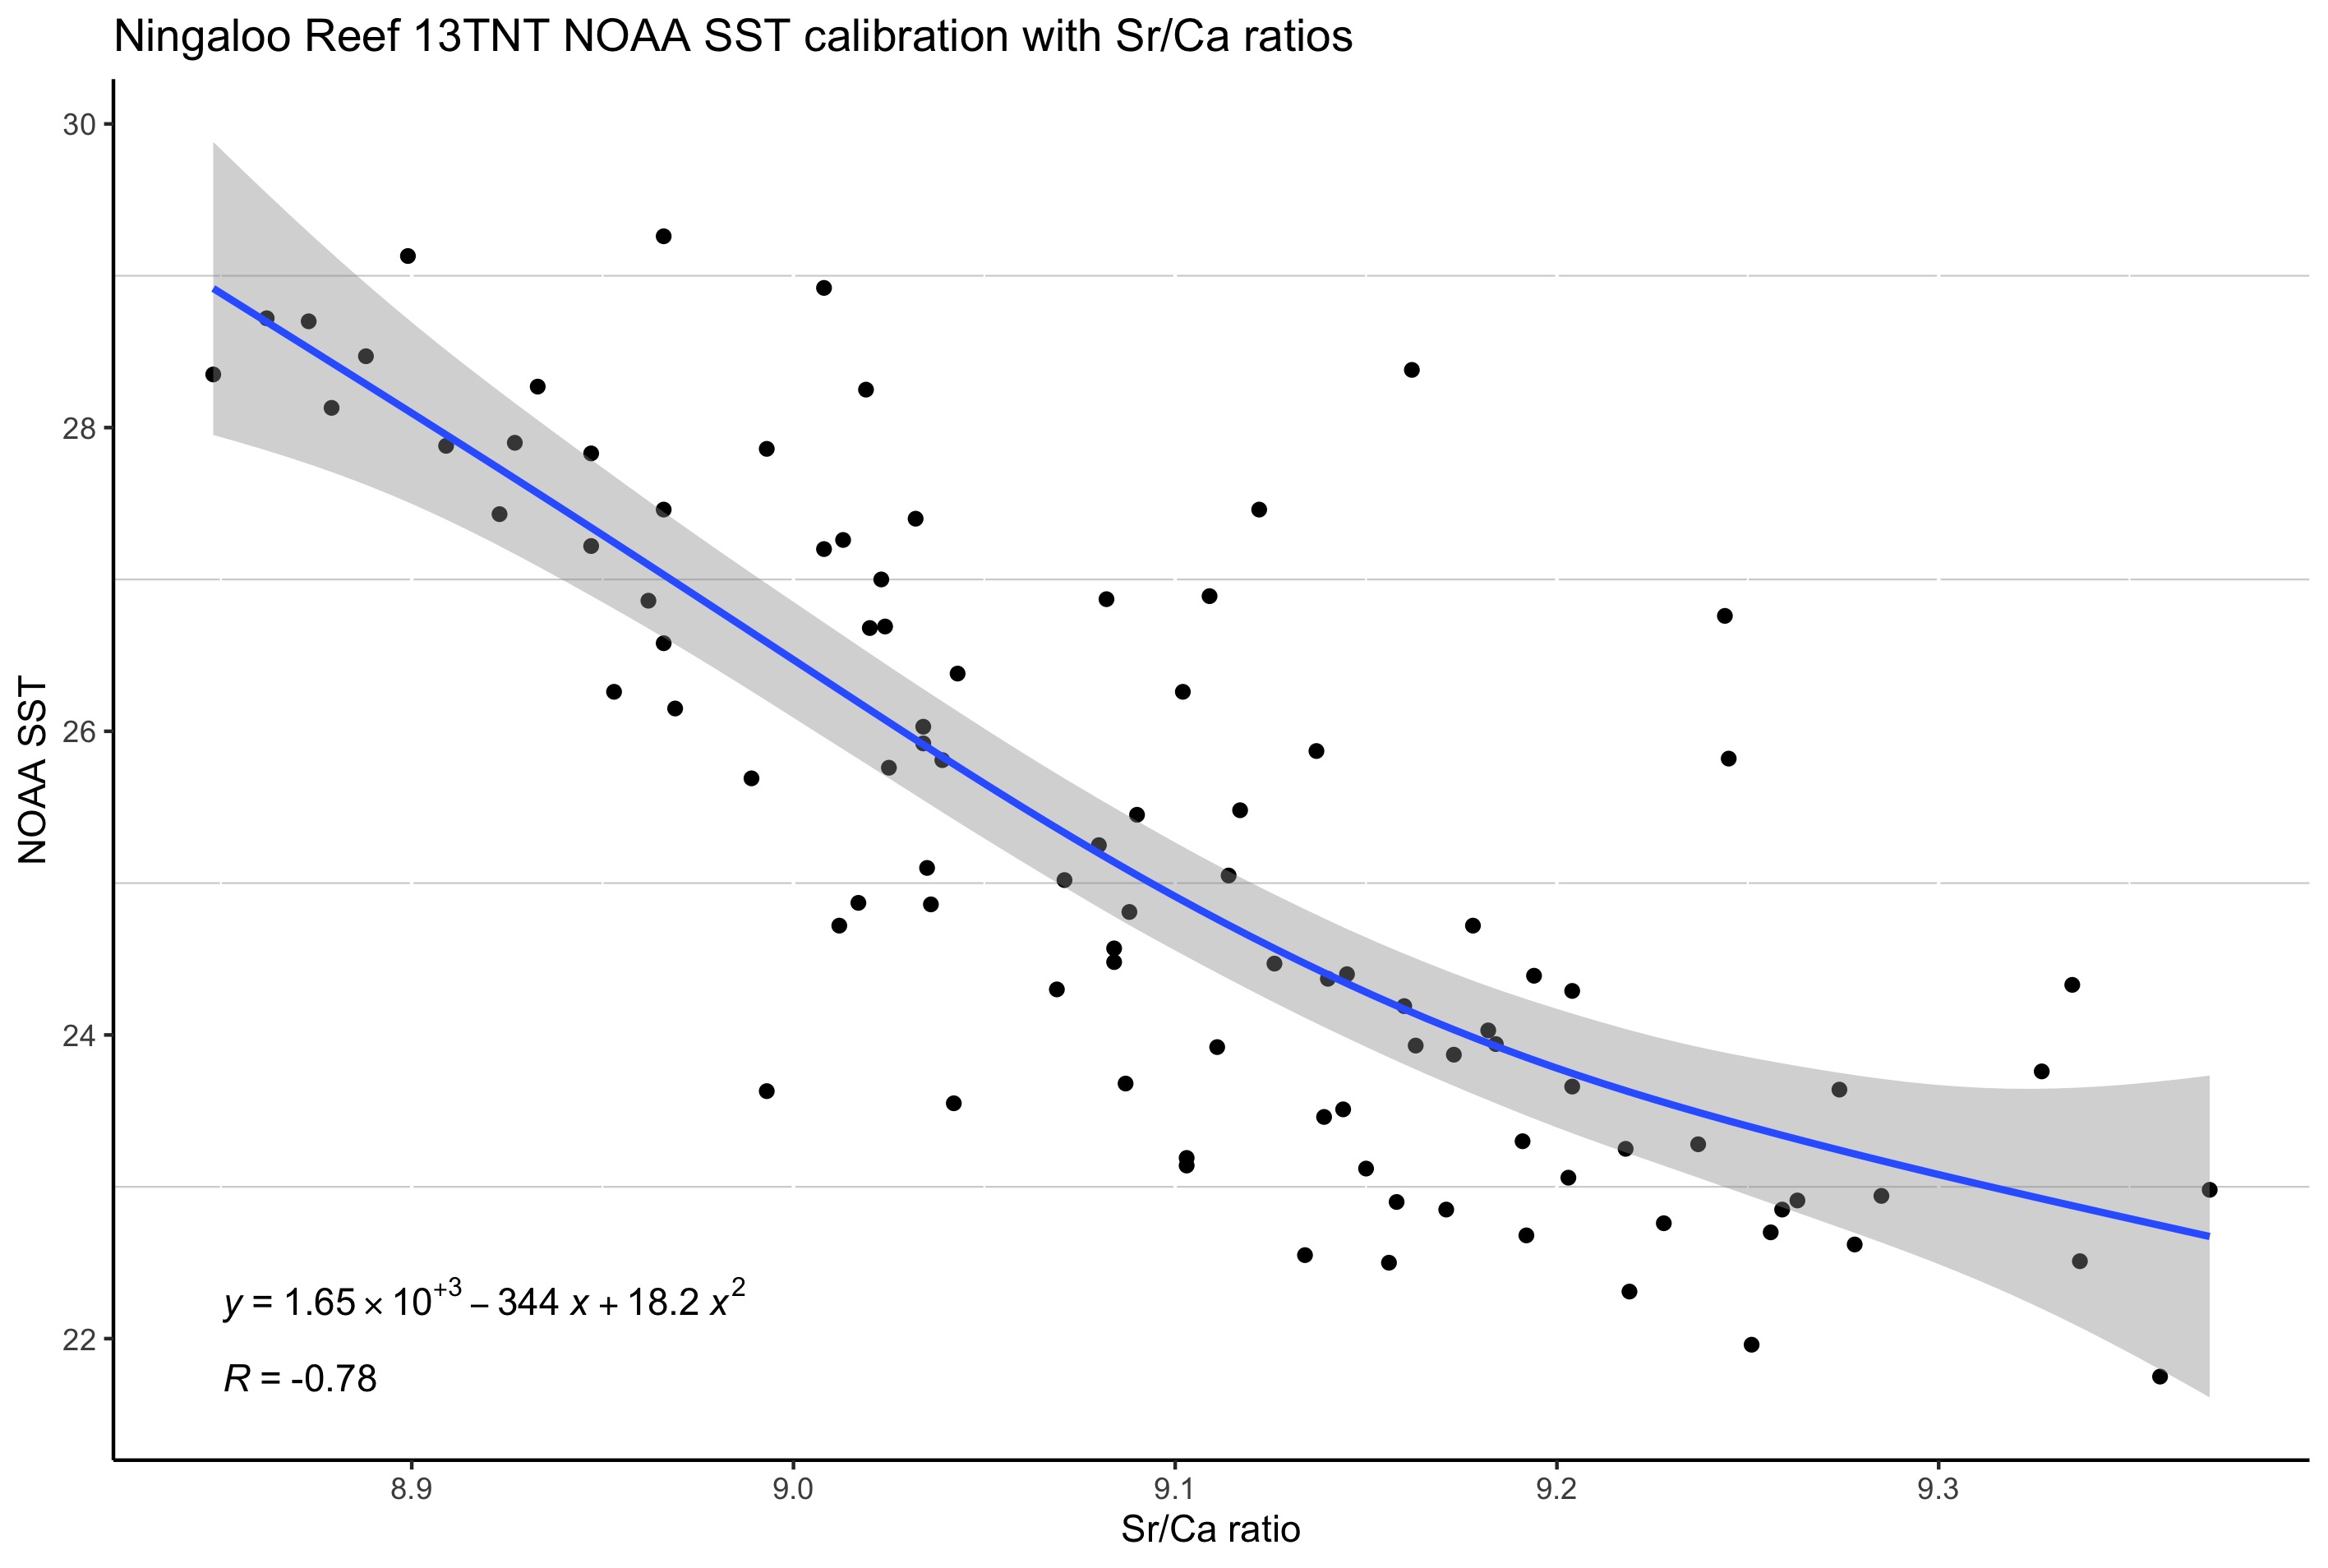 Ningaloo Reef 13TNT NOAA SST calibration with Sr/Ca ratios
30
28
26
24
22
NOAA SST
y = 1.65 × 10⁺³ − 344 x + 18.2 x²
R = -0.78
8.9 9.0 9.1 9.2 9.3
Sr/Ca ratio